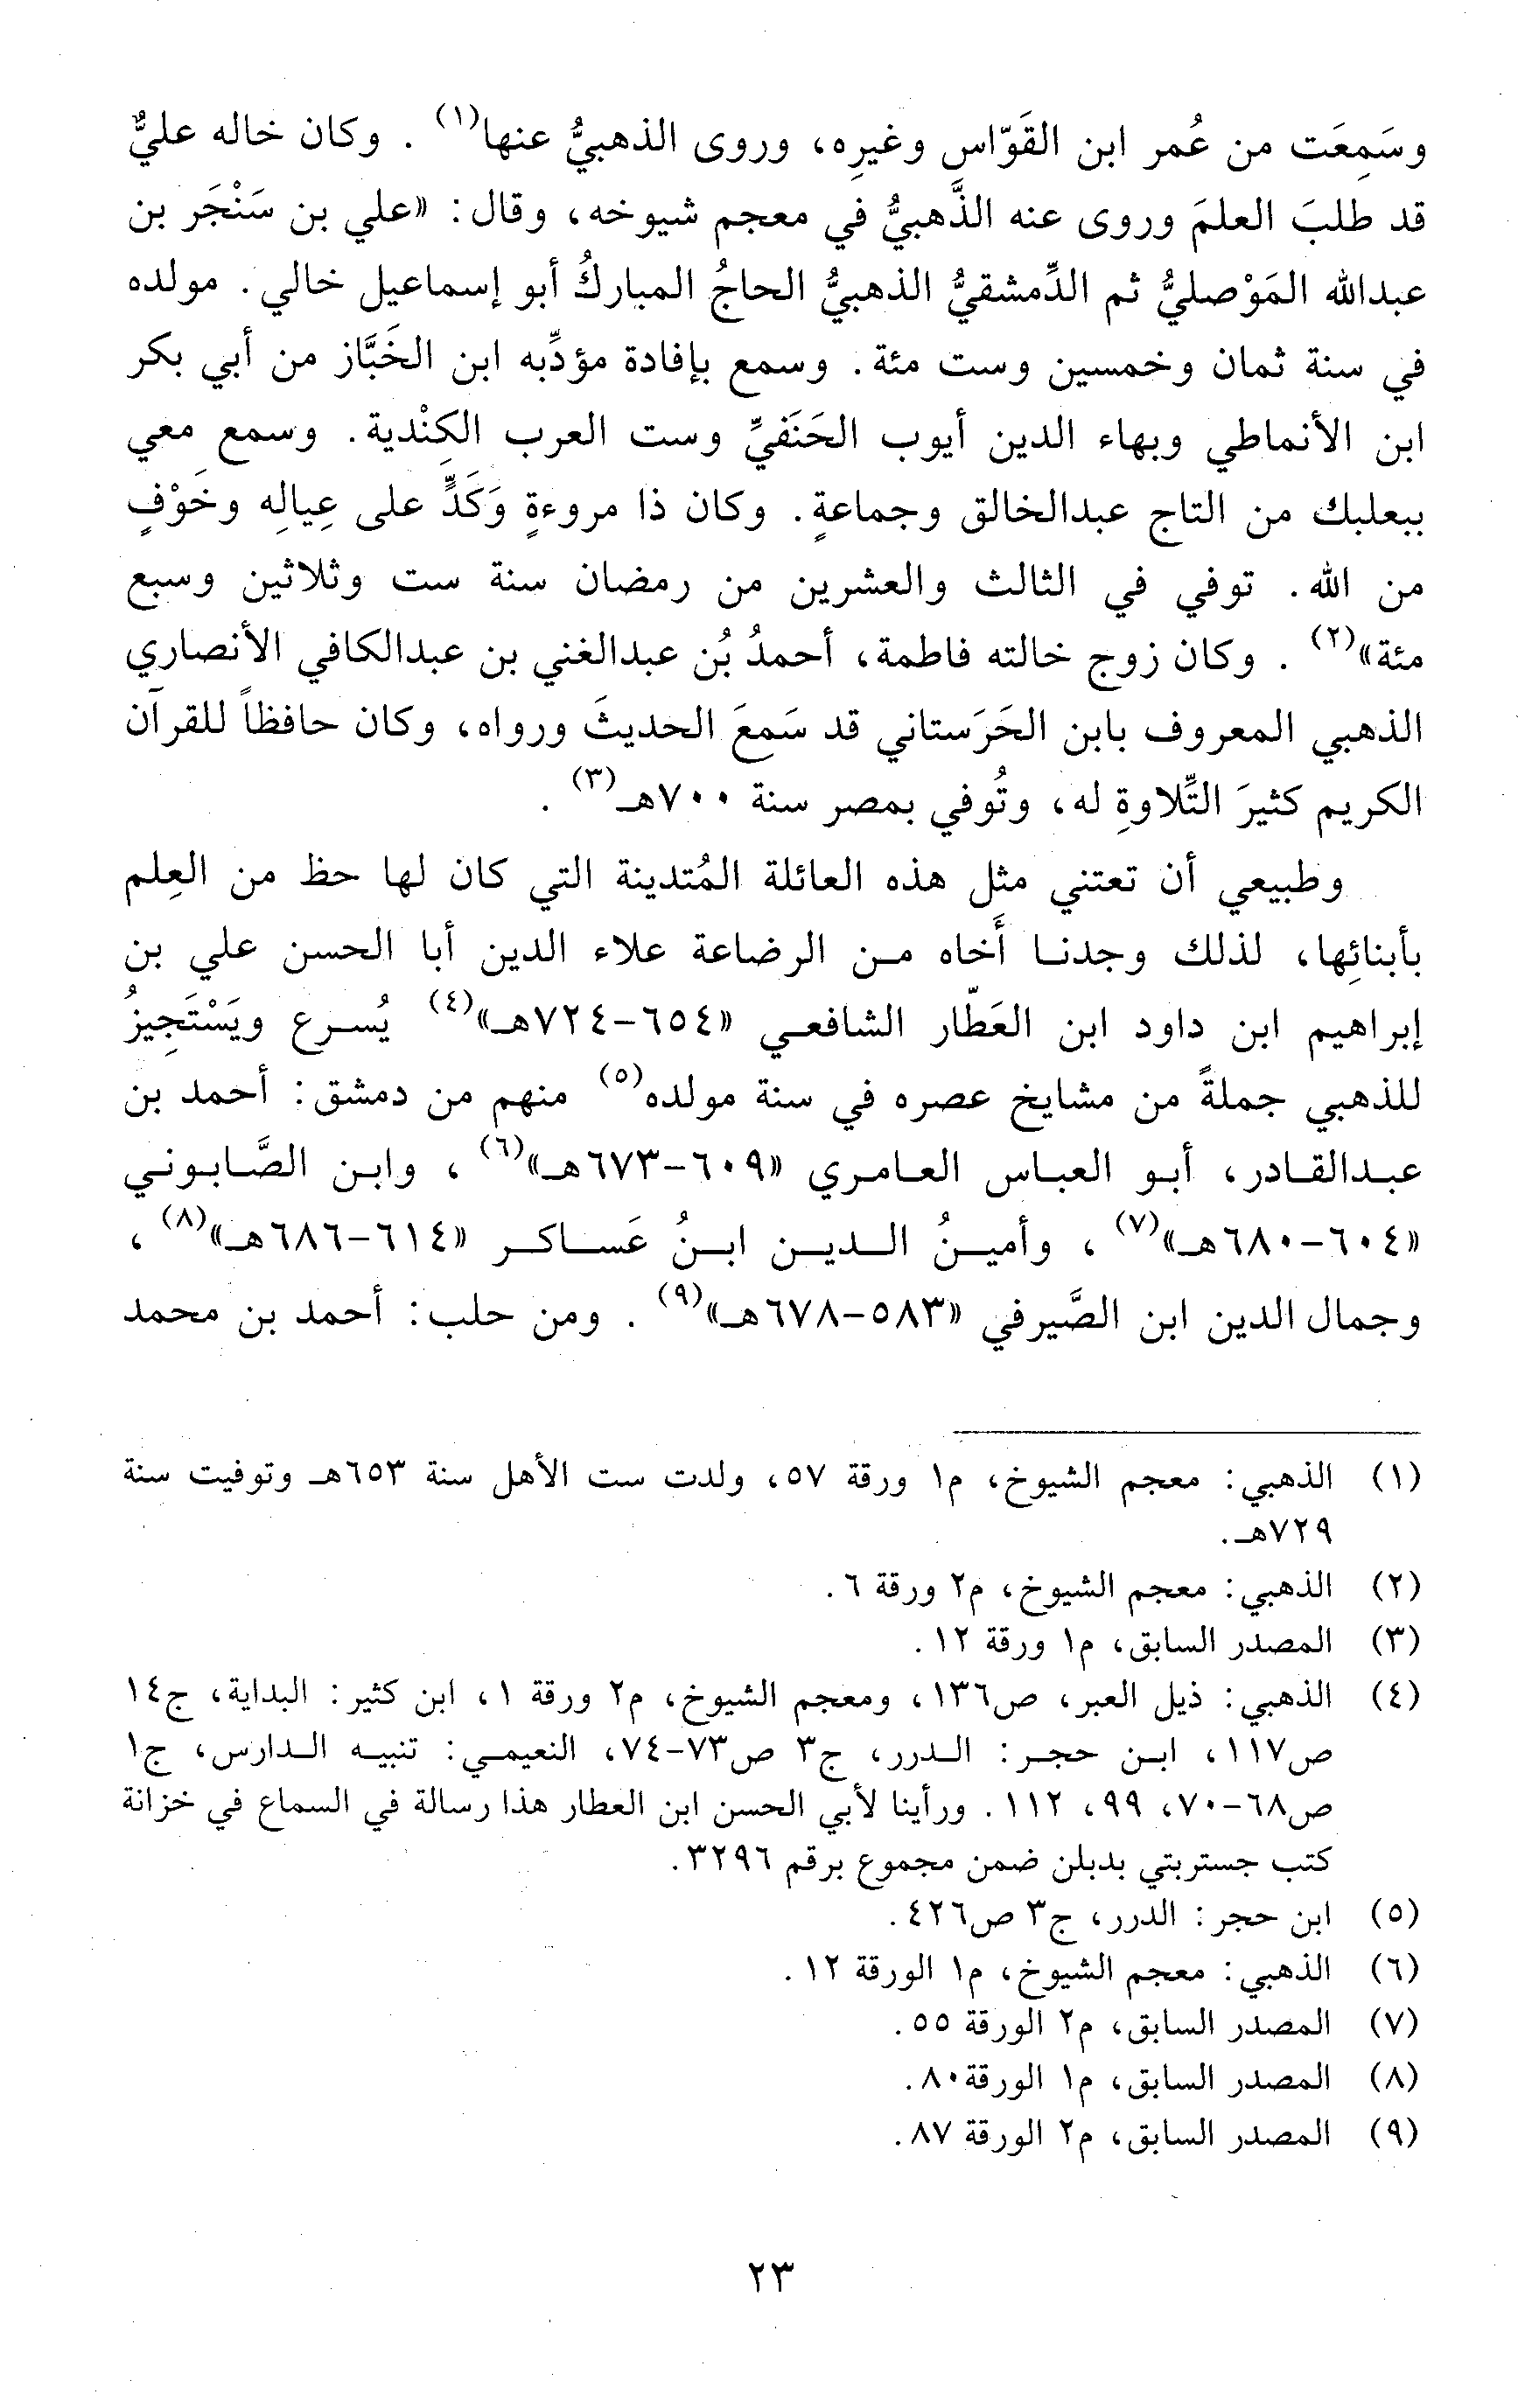 وسَمِعَت من عُمر ابن القَوّاس وغيرِه، وروى الذهبيُّ عنها(١) . وكان خاله عليٌّ
قد طلبَ العلمَ وروى عنه الذَّهبيُّ في معجم شيوخه، وقال: «علي بن سَنْجَر بن
عبدالله المَوْصليُّ ثم الدِّمشقيُّ الذهبيُّ الحاجُ المباركُ أبو إسماعيل خالي. مولده
في سنة ثمان وخمسين وست مئة. وسمع بإفادة مؤدِّبه ابن الخَبَّاز من أبي بكر
ابن الأنماطي وبهاء الدين أيوب الحَنَفيِّ وست العرب الكِنْدية. وسمع معي
ببعلبك من التاج عبدالخالق وجماعةٍ. وكان ذا مروءةٍ وَكَدٍّ على عِيالِه وخَوْفٍ
من الله. توفي في الثالث والعشرين من رمضان سنة ست وثلاثين وسبع
مئة»(٢) . وكان زوج خالته فاطمة، أحمدُ بُن عبدالغني بن عبدالكافي الأنصاري
الذهبي المعروف بابن الحَرَستاني قد سَمعَ الحديثَ ورواه، وكان حافظاً للقرآن
الكريم كثيرَ التِّلاوةِ له، وتُوفي بمصر سنة ٧٠٠هـ(٣) .
وطبيعي أن تعتني مثل هذه العائلة المُتدينة التي كان لها حظ من العِلم
بأبنائِها، لذلك وجدنا أَخاه من الرضاعة علاء الدين أبا الحسن علي بن
إبراهيم ابن داود ابن العَطّار الشافعي «٦٥٤-٧٢٤هـ»(٤) يُسرع ويَسْتَجِيزُ
للذهبي جملةً من مشايخ عصره في سنة مولده(٥) منهم من دمشق: أحمد بن
عبدالقادر، أبو العباس العامري «٦٠٩-٦٧٣هـ»(٦) ، وابن الصَّابوني
«٦٠٤-٦٨٠هـ»(٧) ، وأمينُ الدين ابنُ عَساكر «٦١٤-٦٨٦هـ»(٨) ،
وجمال الدين ابن الصَّيرفي «٥٨٣-٦٧٨هـ»(٩) . ومن حلب: أحمد بن محمد
(١) الذهبي: معجم الشيوخ، م١ ورقة ٥٧، ولدت ست الأهل سنة ٦٥٣هـ وتوفيت سنة
٧٢٩هـ.
(٢) الذهبي: معجم الشيوخ، م٢ ورقة ٦.
(٣) المصدر السابق، م١ ورقة ١٢.
(٤) الذهبي: ذيل العبر، ص١٣٦، ومعجم الشيوخ، م٢ ورقة ١، ابن كثير: البداية، ج١٤
ص١١٧، ابن حجر: الدرر، ج٣ ص٧٣-٧٤، النعيمي: تنبيه الدارس، ج١
ص٦٨-٧٠، ٩٩، ١١٢. ورأينا لأبي الحسن ابن العطار هذا رسالة في السماع في خزانة
كتب جستربتي بدبلن ضمن مجموع برقم ٣٢٩٦.
(٥) ابن حجر: الدرر، ج٣ ص٤٢٦.
(٦) الذهبي: معجم الشيوخ، م١ الورقة ١٢.
(٧) المصدر السابق، م٢ الورقة ٥٥.
(٨) المصدر السابق، م١ الورقة٨٠.
(٩) المصدر السابق، م٢ الورقة ٨٧.
٢٣